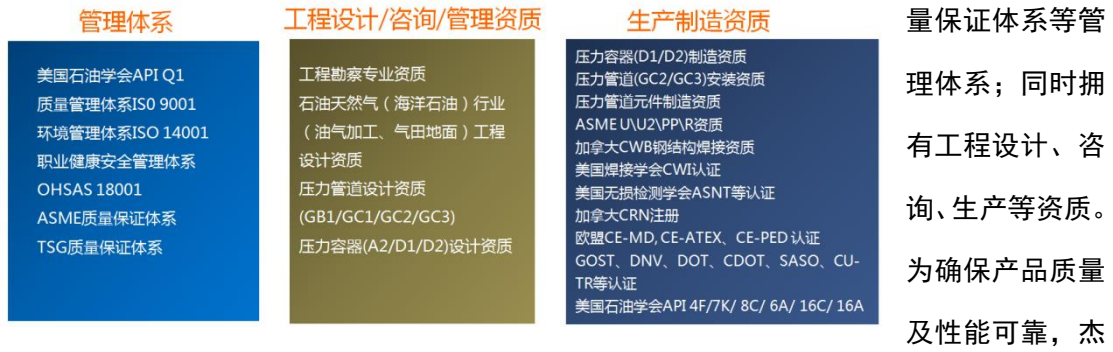 管理体系
美国石油学会API Q1
质量管理体系IS0 9001
环境管理体系ISO 14001
职业健康安全管理体系
OHSAS 18001
ASME质量保证体系
TSG质量保证体系
工程设计/咨询/管理资质
工程勘察专业资质
石油天然气（海洋石油）行业
（油气加工、气田地面）工程
设计资质
压力管道设计资质
(GB1/GC1/GC2/GC3)
压力容器(A2/D1/D2)设计资质
生产制造资质
压力容器(D1/D2)制造资质
压力管道(GC2/GC3)安装资质
压力管道元件制造资质
ASME U\U2\PP\R资质
加拿大CWB钢结构焊接资质
美国焊接学会CWI认证
美国无损检测学会ASNT等认证
加拿大CRN注册
欧盟CE-MD, CE-ATEX、CE-PED 认证
GOST、DNV、DOT、CDOT、SASO、CU-
TR等认证
美国石油学会API 4F/7K/ 8C/ 6A/ 16C/ 16A
量保证体系等管
理体系；同时拥
有工程设计、咨
询、生产等资质。
为确保产品质量
及性能可靠，杰